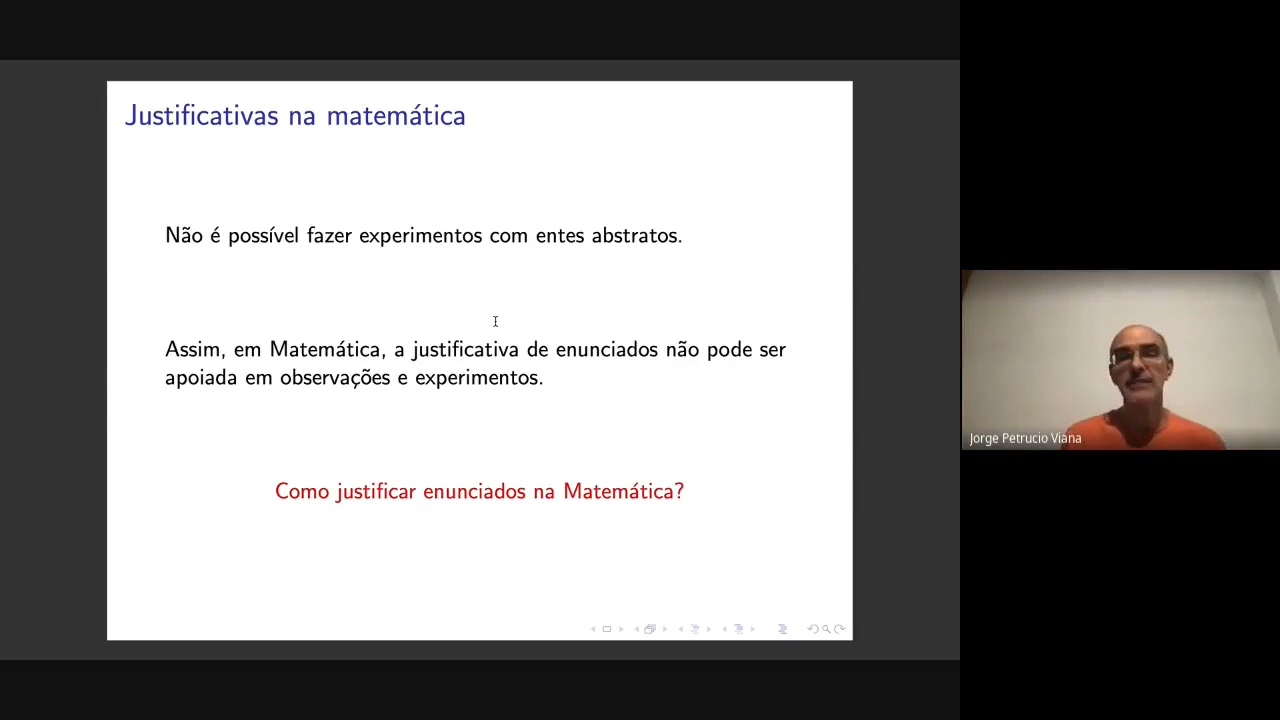 Justificativas na matemática
Não é possível fazer experimentos com entes abstratos.
Assim, em Matemática, a justificativa de enunciados não pode ser
apoiada em observações e experimentos.
Como justificar enunciados na Matemática?
Jorge Petrucio Viana